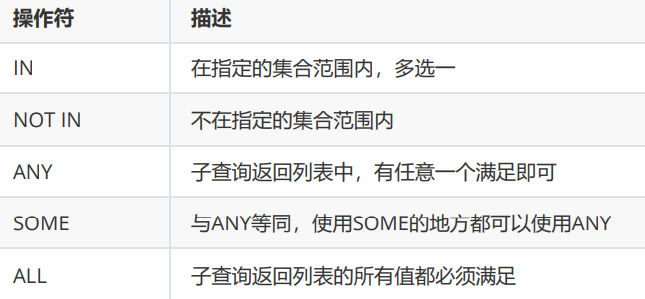 操作符 描述
IN 在指定的集合范围内，多选一
NOT IN 不在指定的集合范围内
ANY 子查询返回列表中，有任意一个满足即可
SOME 与ANY等同，使用SOME的地方都可以使用ANY
ALL 子查询返回列表的所有值都必须满足